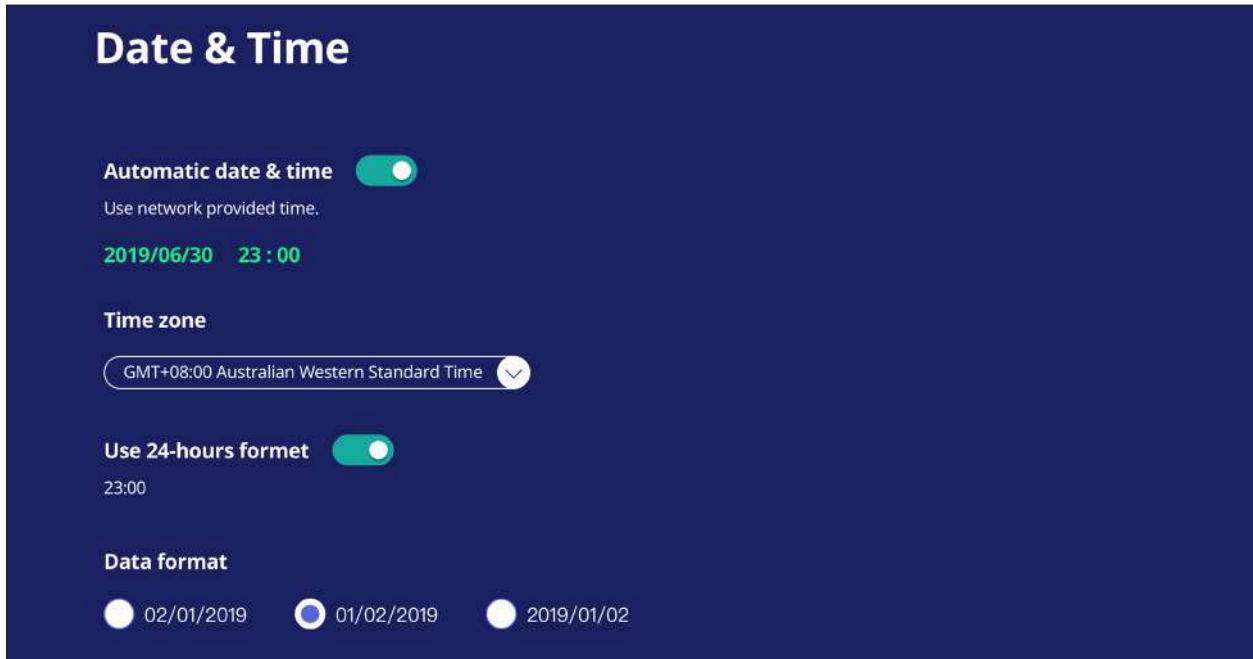 Date & Time
Automatic date & time
Use network provided time.
2019/06/30 23 : 00
Time zone
GMT+08:00 Australian Western Standard Time
Use 24-hours formet
23:00
Data format
02/01/2019 01/02/2019 2019/01/02